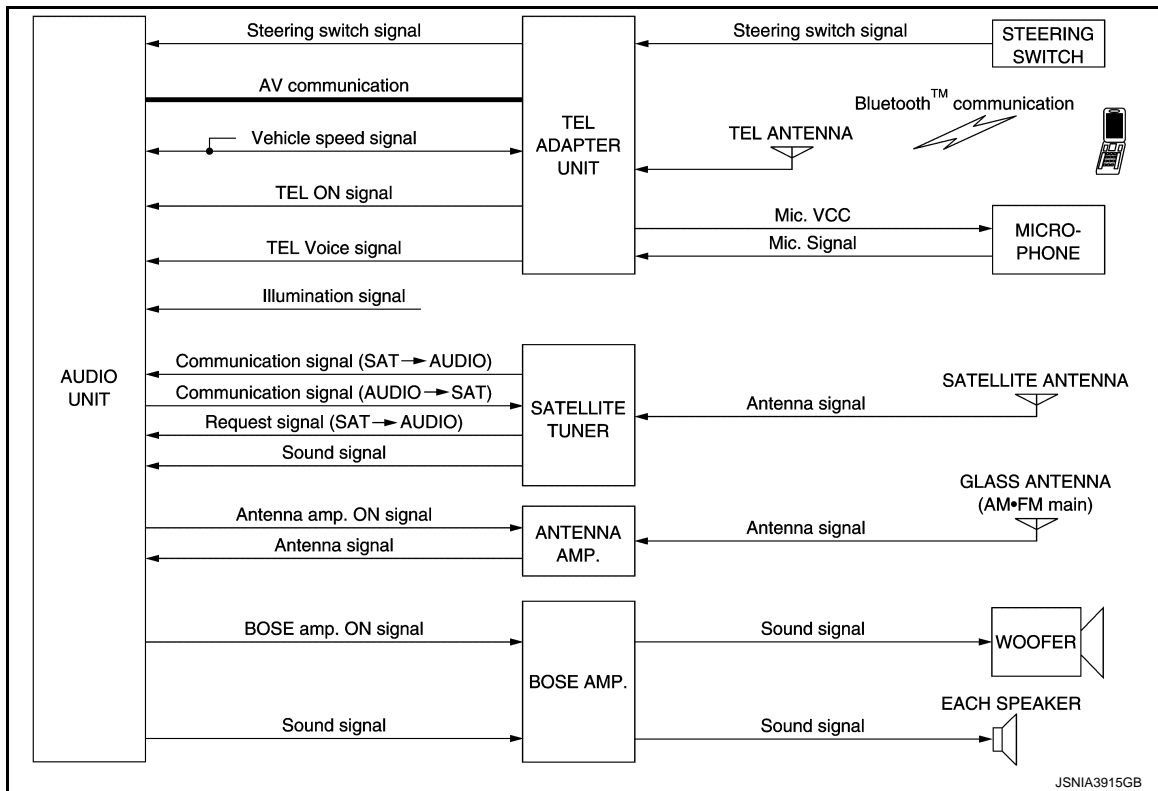 Steering switch signal
Steering switch signal
STEERING
SWITCH
AV communication
Bluetooth™ communication
TEL
ADAPTER
UNIT
TEL ANTENNA
Vehicle speed signal
TEL ON signal
Mic. VCC
Mic. Signal
MICRO-
PHONE
TEL Voice signal
Illumination signal
AUDIO
UNIT
Communication signal (SAT→AUDIO)
Communication signal (AUDIO→SAT)
Request signal (SAT→AUDIO)
Sound signal
SATELLITE
TUNER
Antenna signal
SATELLITE ANTENNA
GLASS ANTENNA
(AM•FM main)
Antenna amp. ON signal
Antenna signal
ANTENNA
AMP.
Antenna signal
BOSE amp. ON signal
Sound signal
WOOFER
BOSE AMP.
EACH SPEAKER
Sound signal
Sound signal
JSNIA3915GB